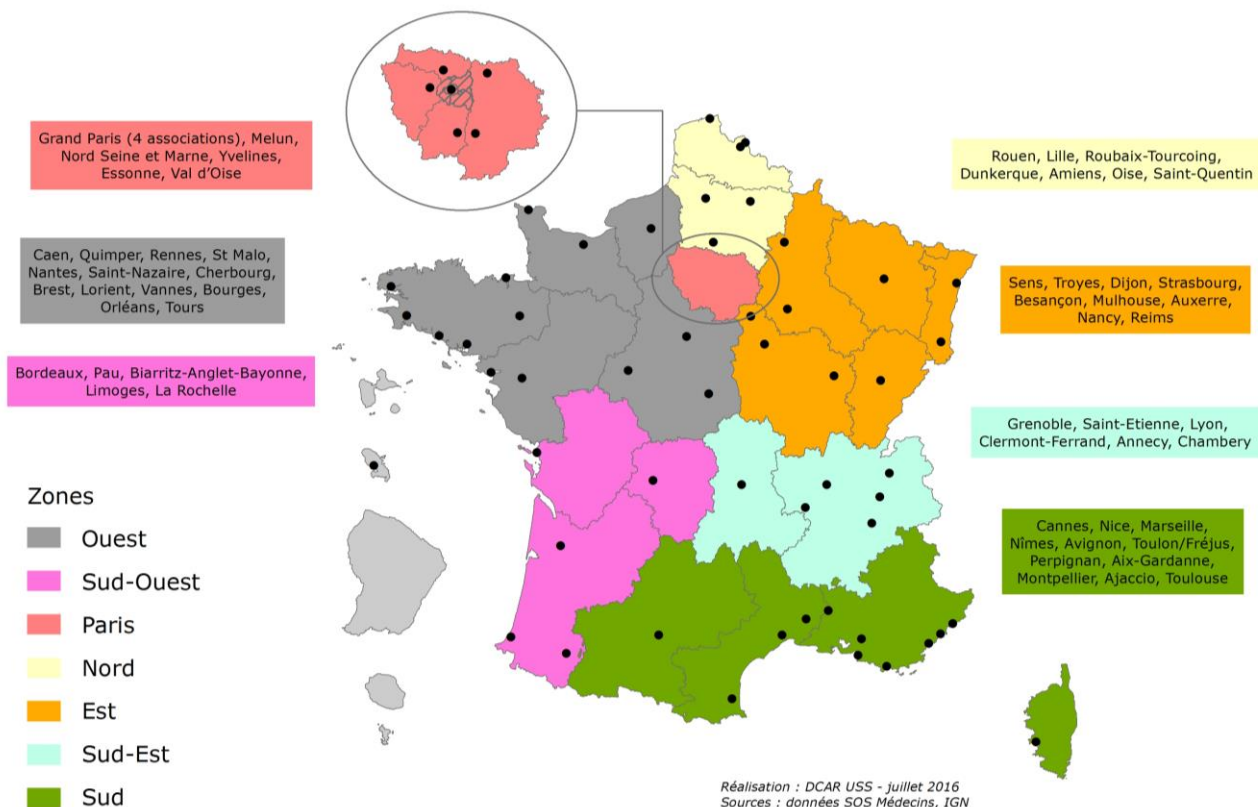 Grand Paris (4 associations), Melun,
Nord Seine et Marne, Yvelines,
Essonne, Val d'Oise
Rouen, Lille, Roubaix-Tourcoing,
Dunkerque, Amiens, Oise, Saint-Quentin
Caen, Quimper, Rennes, St Malo,
Nantes, Saint-Nazaire, Cherbourg,
Brest, Lorient, Vannes, Bourges,
Orléans, Tours
Sens, Troyes, Dijon, Strasbourg,
Besançon, Mulhouse, Auxerre,
Nancy, Reims
Bordeaux, Pau, Biarritz-Anglet-Bayonne,
Limoges, La Rochelle
Grenoble, Saint-Etienne, Lyon,
Clermont-Ferrand, Annecy, Chambery
Cannes, Nice, Marseille,
Nîmes, Avignon, Toulon/Fréjus,
Perpignan, Aix-Gardanne,
Montpellier, Ajaccio, Toulouse
Zones
Ouest
Sud-Ouest
Paris
Nord
Est
Sud-Est
Sud
Réalisation : DCAR USS - juillet 2016
Sources : données SOS Médecins, IGN